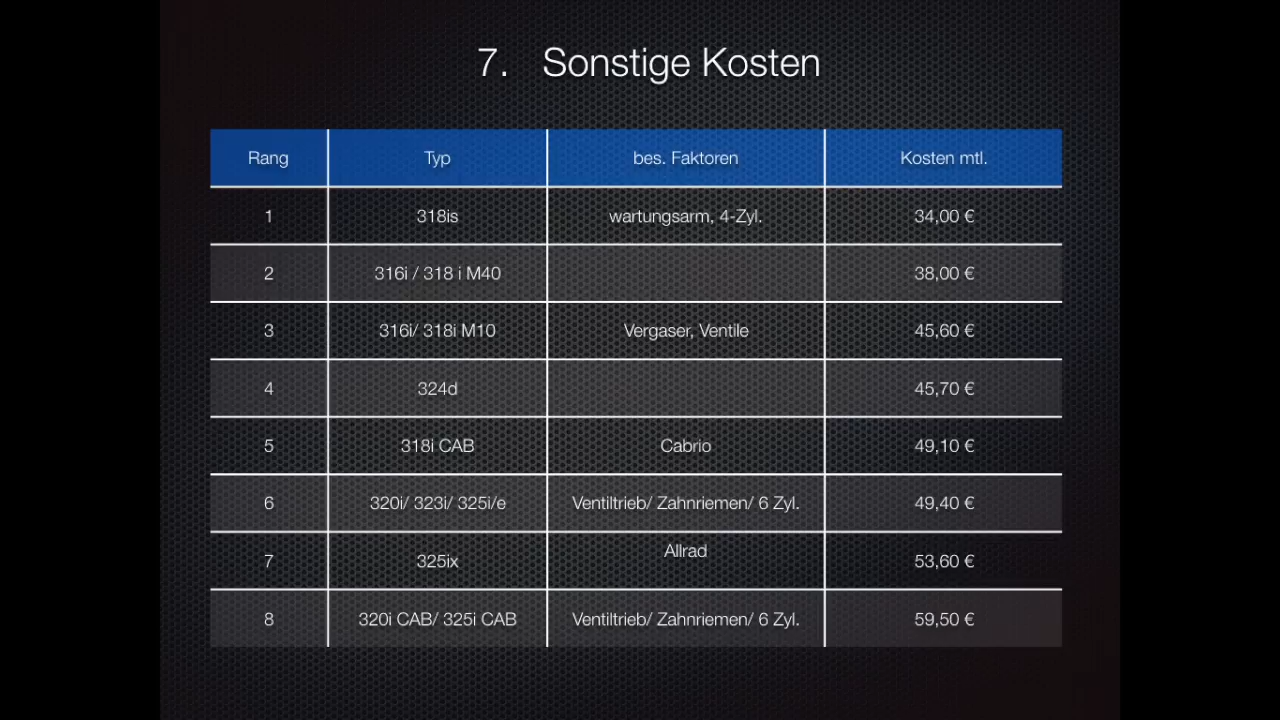 7. Sonstige Kosten
Rang Typ bes. Faktoren Kosten mtl.
1 318is wartungsarm, 4-Zyl. 34,00 €
2 316i / 318 i M40 38,00 €
3 316i/ 318i M10 Vergaser, Ventile 45,60 €
4 324d 45,70 €
5 318i CAB Cabrio 49,10 €
6 320i/ 323i/ 325i/e Ventiltrieb/ Zahnriemen/ 6 Zyl. 49,40 €
7 325ix Allrad 53,60 €
8 320i CAB/ 325i CAB Ventiltrieb/ Zahnriemen/ 6 Zyl. 59,50 €